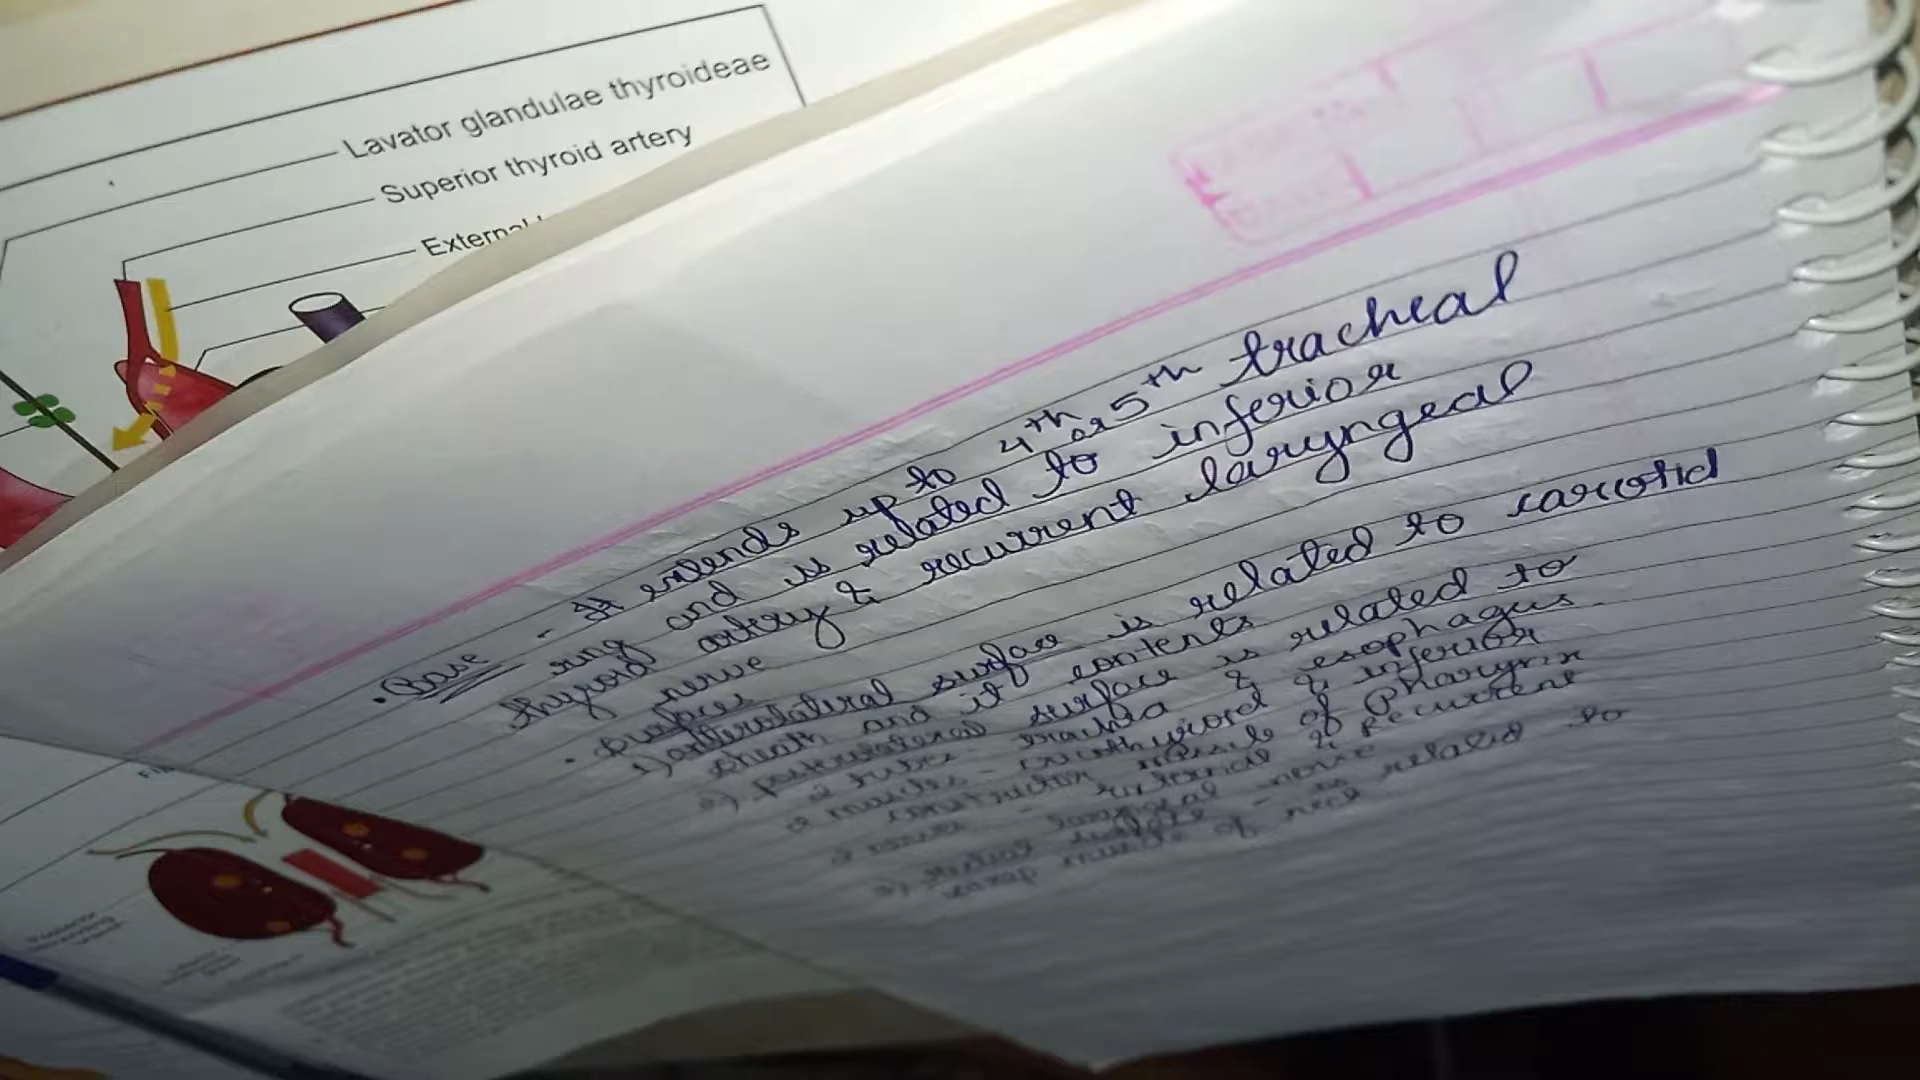 Lavator glandulae thyroideae
Superior thyroid artery
External
• Base - It extends up to 4th or 5th tracheal
ring and is related to inferior
thyroid artery & recurrent laryngeal
nerve
• Surfaces
1) anterolateral surface is related to carotid
sheath and it contents
2) posterolateral surface is related to
2 tubes - trachea & esophagus
2 muscles - cricothyroid & inferior
constrictor muscle of pharynx
2 nerves - external & recurrent
laryngeal nerve
3) surface - is related to
strap muscle of neck